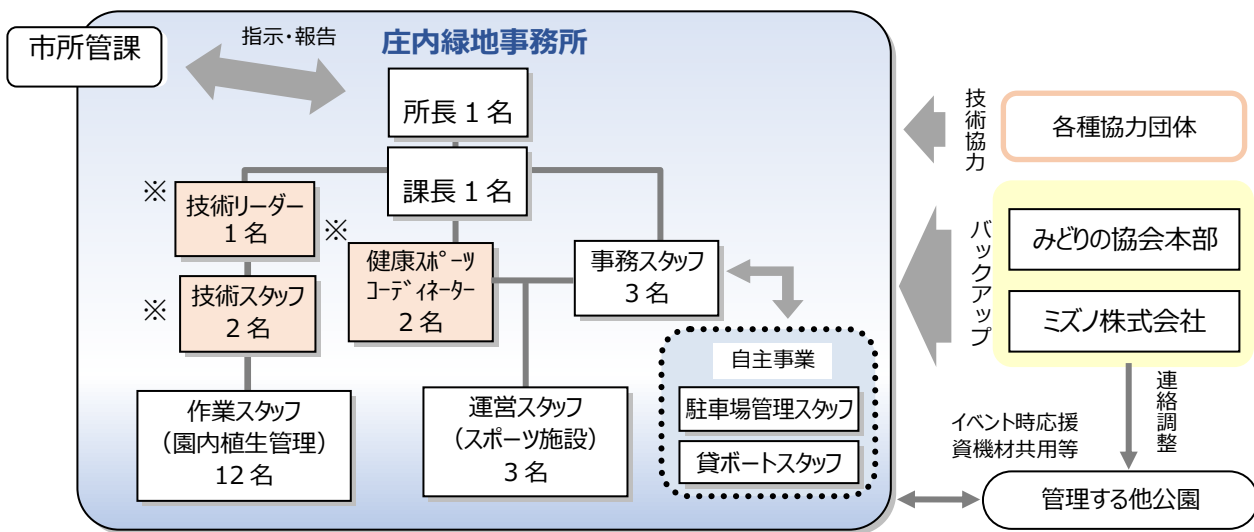 市所管課
指示・報告
庄内緑地事務所
所長 1 名
課長 1 名
※
技術リーダー
1 名
※
技術スタッフ
2 名
※
健康スポーツ
コーディネーター
2 名
事務スタッフ
3 名
作業スタッフ
(園内植生管理)
12 名
運営スタッフ
(スポーツ施設)
3 名
自主事業
駐車場管理スタッフ
貸ボートスタッフ
技術協力
各種協力団体
バックアップ
みどりの協会本部
ミズノ株式会社
連絡調整
イベント時応援
資機材共用等
管理する他公園